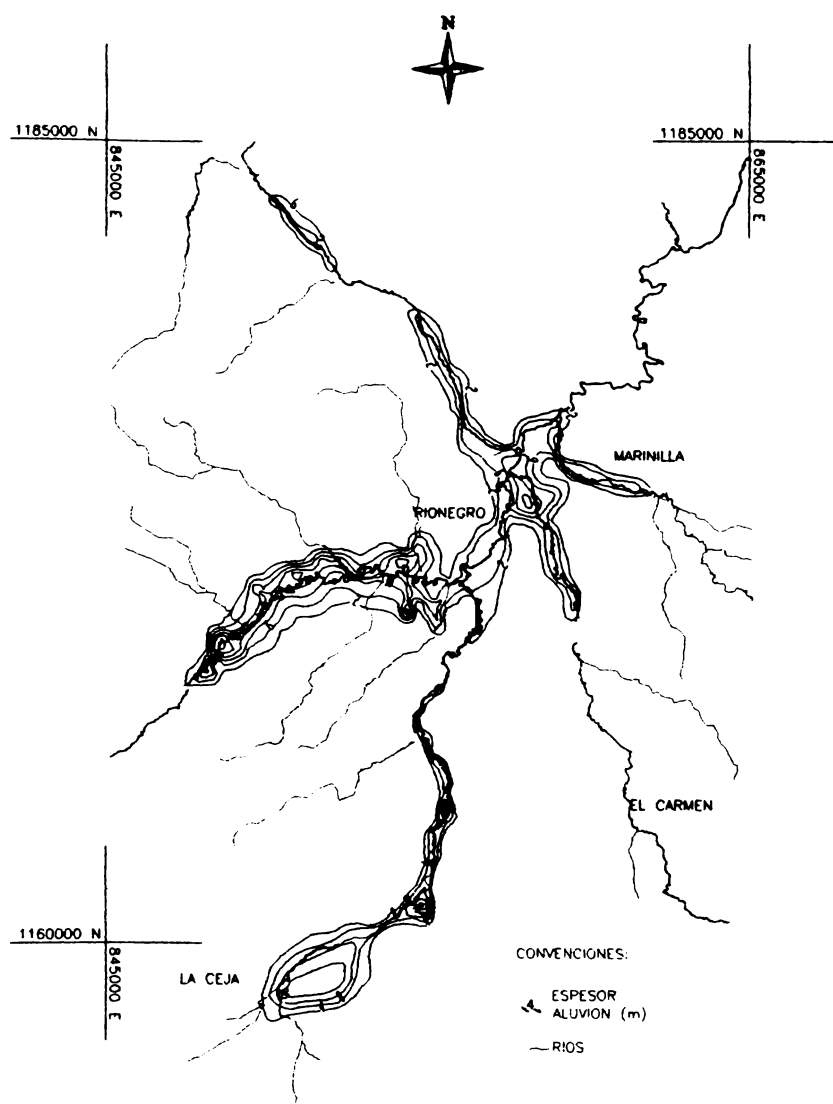 N
1185000 N
1185000 N
845000 E
865000 E
MARINILLA
RIONEGRO
EL CARMEN
1160000 N
845000 E
LA CEJA
CONVENCIONES:
ESPESOR
ALUVION (m)
RIOS